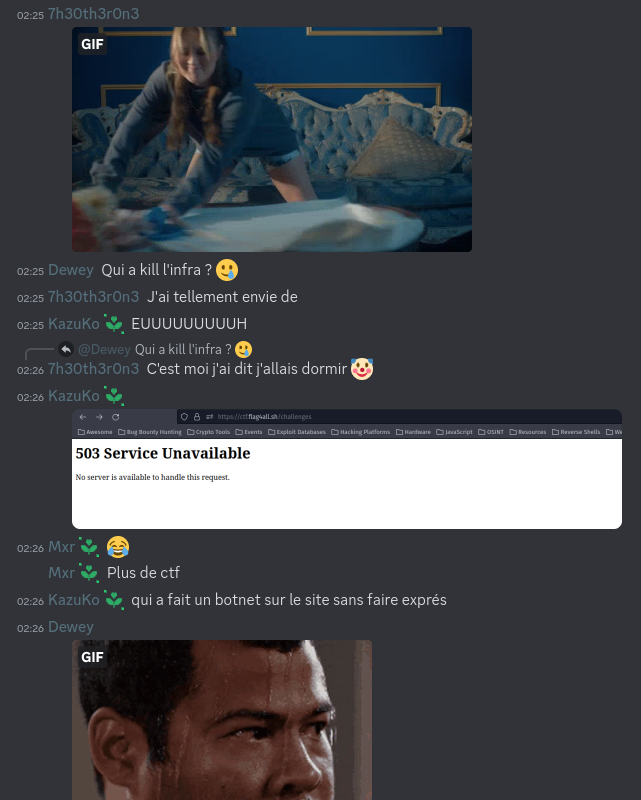 02:25 7h30th3r0n3
GIF
02:25 Dewey Qui a kill l'infra ? 🥲
02:25 7h30th3r0n3 J'ai tellement envie de
02:25 KazuKo EUUUUUUUUUH
@Dewey Qui a kill l'infra ? 🥲
02:26 7h30th3r0n3 C'est moi j'ai dit j'allais dormir 🤡
02:26 KazuKo
https://ctf.flag4all.sh/challenges
Awesome Bug Bounty Hunting Crypto Tools Events Exploit Databases Hacking Platforms Hardware JavaScript OSINT Resources Reverse Shells
503 Service Unavailable
No server is available to handle this request.
02:26 Mxr 😂
Mxr Plus de ctf
02:26 KazuKo qui a fait un botnet sur le site sans faire exprés
02:26 Dewey
GIF